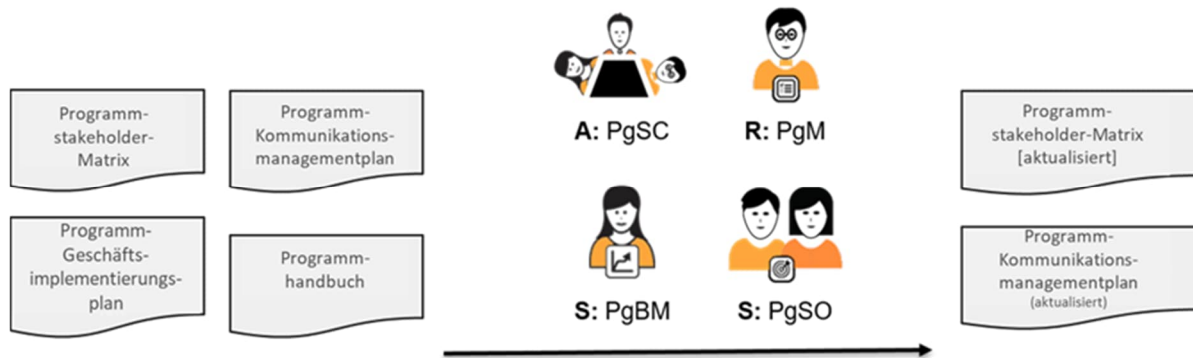 Programm-
stakeholder-
Matrix
Programm-
Kommunikations-
managementplan
Programm-
Geschäfts-
implementierungs-
plan
Programm-
handbuch
A: PgSC
R: PgM
S: PgBM
S: PgSO
Programm-
stakeholder-Matrix
[aktualisiert]
Programm-
Kommunikations-
managementplan
(aktualisiert)